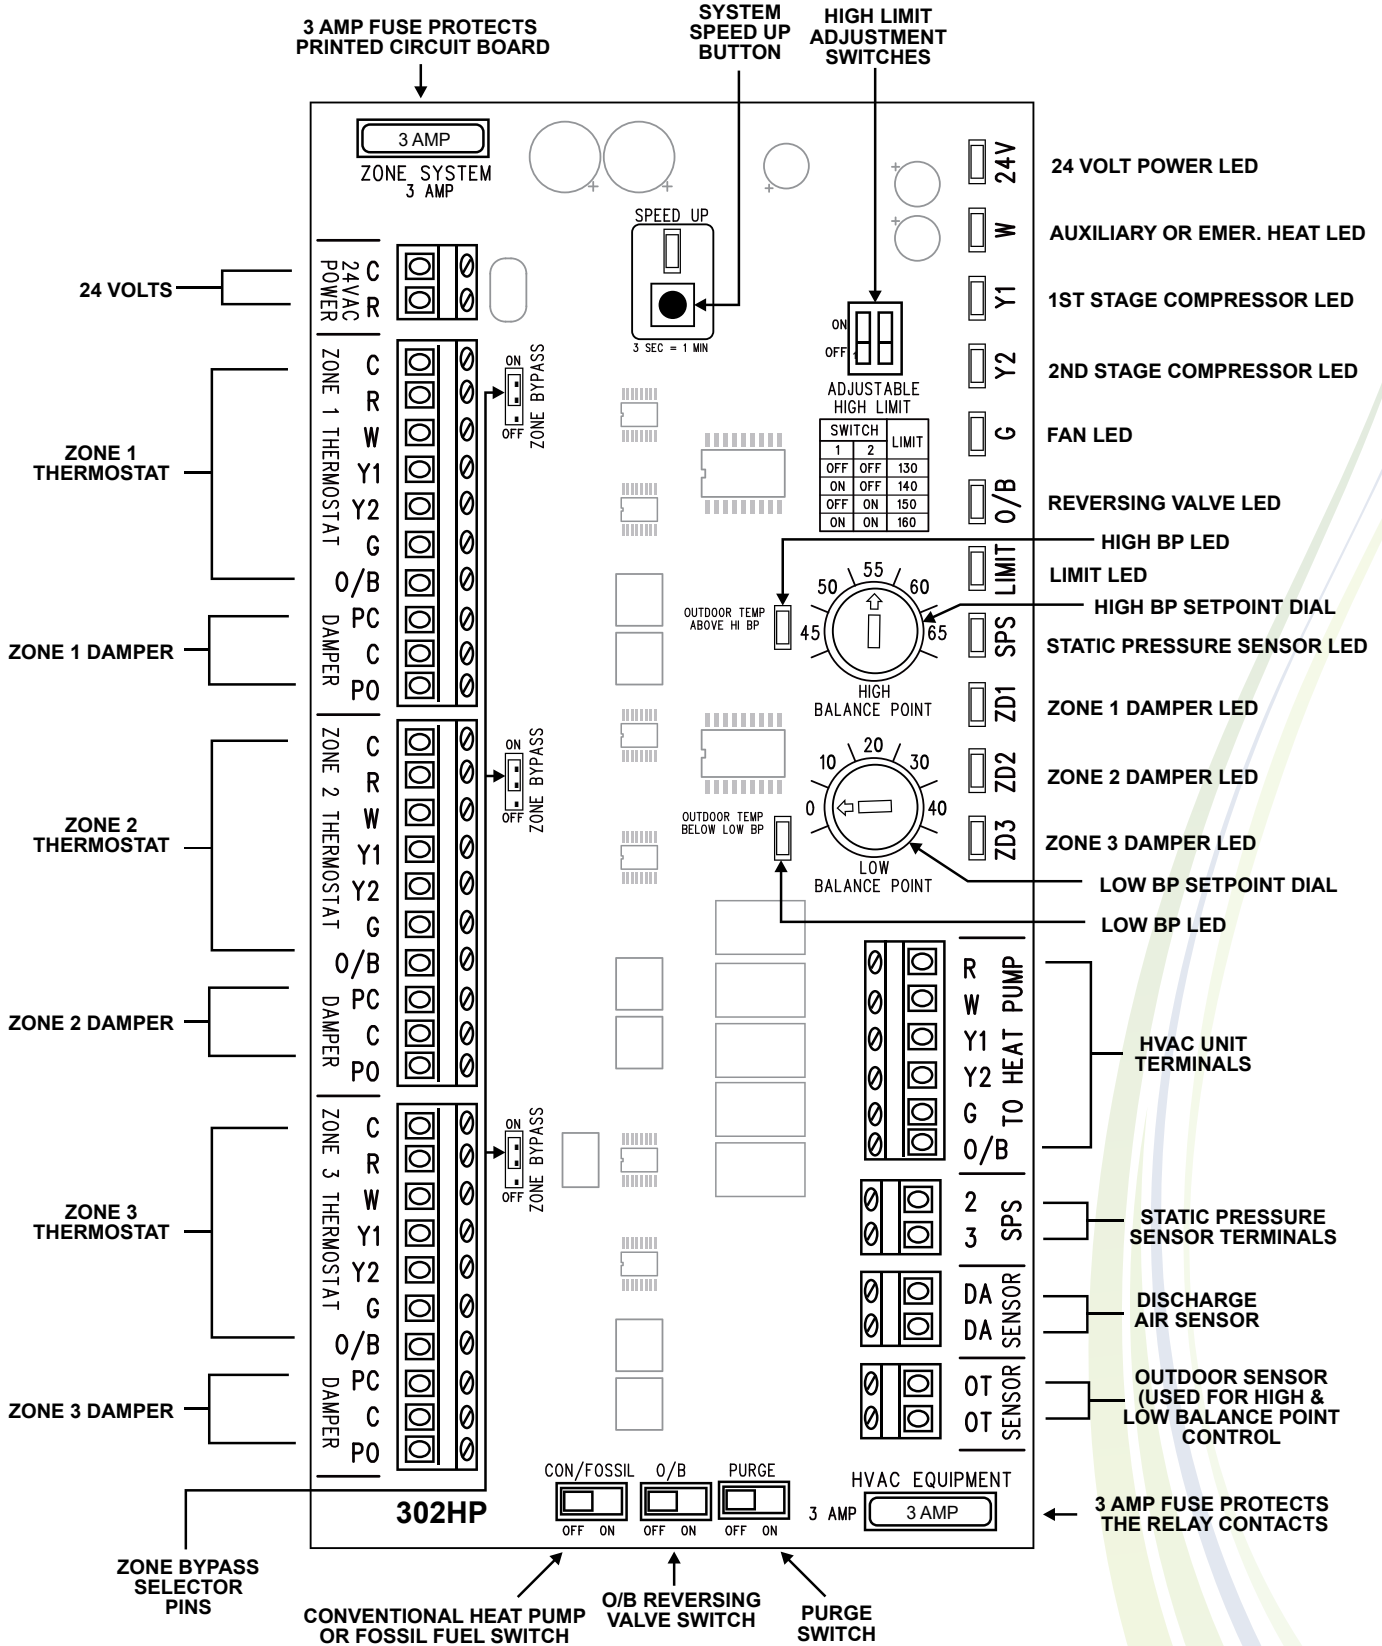 3 AMP FUSE PROTECTS
PRINTED CIRCUIT BOARD
SYSTEM
SPEED UP
BUTTON
HIGH LIMIT
ADJUSTMENT
SWITCHES
3 AMP
ZONE SYSTEM
3 AMP
SPEED UP
3 SEC = 1 MIN
24 VOLTS
24VAC
POWER
C
R
ZONE 1
THERMOSTAT
ZONE 1 THERMOSTAT
C
R
W
Y1
Y2
G
O/B
ON
OFF
ZONE BYPASS
ZONE 1 DAMPER
DAMPER
PC
C
PO
ZONE 2
THERMOSTAT
ZONE 2 THERMOSTAT
C
R
W
Y1
Y2
G
O/B
ON
OFF
ZONE BYPASS
ZONE 2 DAMPER
DAMPER
PC
C
PO
ZONE 3
THERMOSTAT
ZONE 3 THERMOSTAT
C
R
W
Y1
Y2
G
O/B
ON
OFF
ZONE BYPASS
ZONE 3 DAMPER
DAMPER
PC
C
PO
ON
OFF
1
ADJUSTABLE
HIGH LIMIT
SWITCH LIMIT
1 2
OFF OFF 130
ON OFF 140
OFF ON 150
ON ON 160
24V
24 VOLT POWER LED
W
AUXILIARY OR EMER. HEAT LED
Y1
1ST STAGE COMPRESSOR LED
Y2
2ND STAGE COMPRESSOR LED
G
FAN LED
O/B
REVERSING VALVE LED
HIGH BP LED
LIMIT
LIMIT LED
HIGH BP SETPOINT DIAL
SPS
STATIC PRESSURE SENSOR LED
ZD1
ZONE 1 DAMPER LED
ZD2
ZONE 2 DAMPER LED
ZD3
ZONE 3 DAMPER LED
LOW BP SETPOINT DIAL
LOW BP LED
OUTDOOR TEMP
ABOVE HI BP
45
50
55
60
65
HIGH
BALANCE POINT
OUTDOOR TEMP
BELOW LOW BP
0
10
20
30
40
LOW
BALANCE POINT
R
W
Y1
Y2
G
O/B
TO HEAT PUMP
HVAC UNIT
TERMINALS
2
3
SPS
STATIC PRESSURE
SENSOR TERMINALS
DA
DA
SENSOR
DISCHARGE
AIR SENSOR
OT
OT
SENSOR
OUTDOOR SENSOR
(USED FOR HIGH &
LOW BALANCE POINT
CONTROL
302HP
CON/FOSSIL
OFF ON
O/B
OFF ON
PURGE
OFF ON
HVAC EQUIPMENT
3 AMP
3 AMP
3 AMP FUSE PROTECTS
THE RELAY CONTACTS
ZONE BYPASS
SELECTOR
PINS
CONVENTIONAL HEAT PUMP
OR FOSSIL FUEL SWITCH
O/B REVERSING
VALVE SWITCH
PURGE
SWITCH